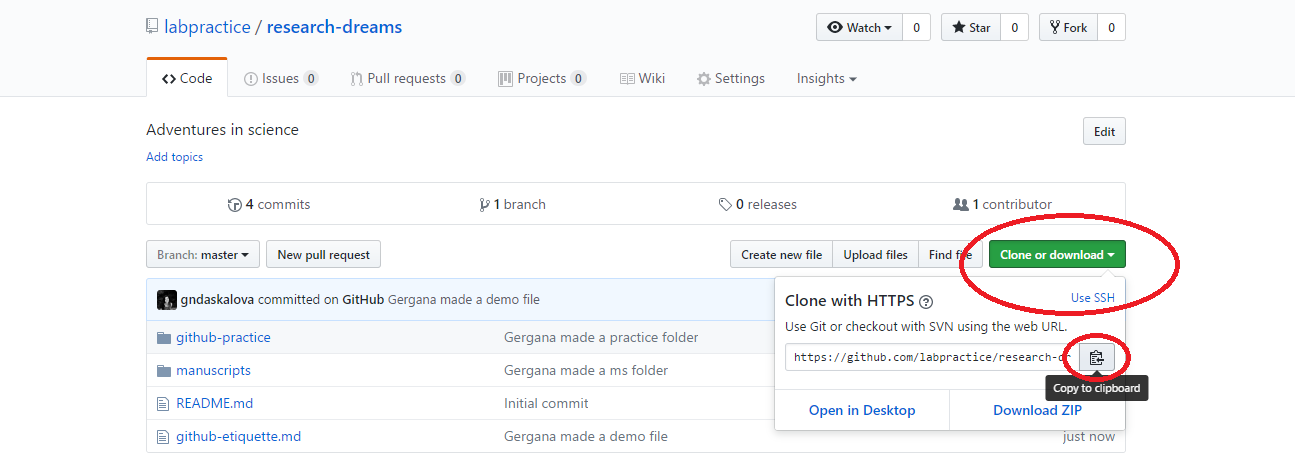 labpractice / research-dreams Watch 0 Star 0 Fork 0
Code Issues 0 Pull requests 0 Projects 0 Wiki Settings Insights
Adventures in science Edit
Add topics
4 commits 1 branch 0 releases 1 contributor
Branch: master New pull request Create new file Upload files Find file Clone or download
gndaskalova committed on GitHub Gergana made a demo file
Clone with HTTPS ? Use SSH
Use Git or checkout with SVN using the web URL.
github-practice Gergana made a practice folder
https://github.com/labpractice/research-dr
manuscripts Gergana made a ms folder
Copy to clipboard
README.md Initial commit
Open in Desktop Download ZIP
github-etiquette.md Gergana made a demo file just now